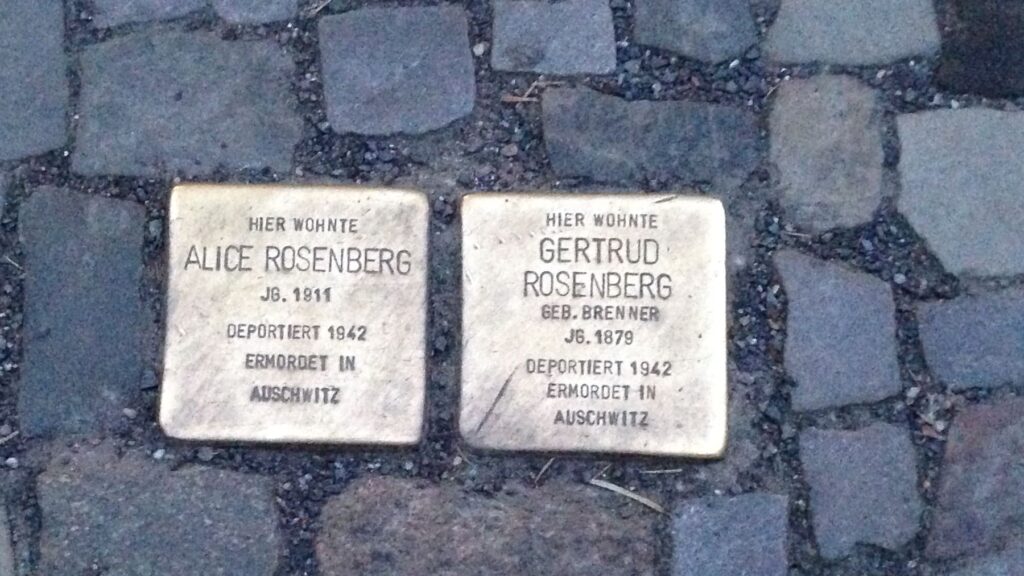 HIER WOHNTE
ALICE ROSENBERG
JG. 1911
DEPORTIERT 1942
ERMORDET IN
AUSCHWITZ
HIER WOHNTE
GERTRUD
ROSENBERG
GEB. BRENNER
JG. 1879
DEPORTIERT 1942
ERMORDET IN
AUSCHWITZ